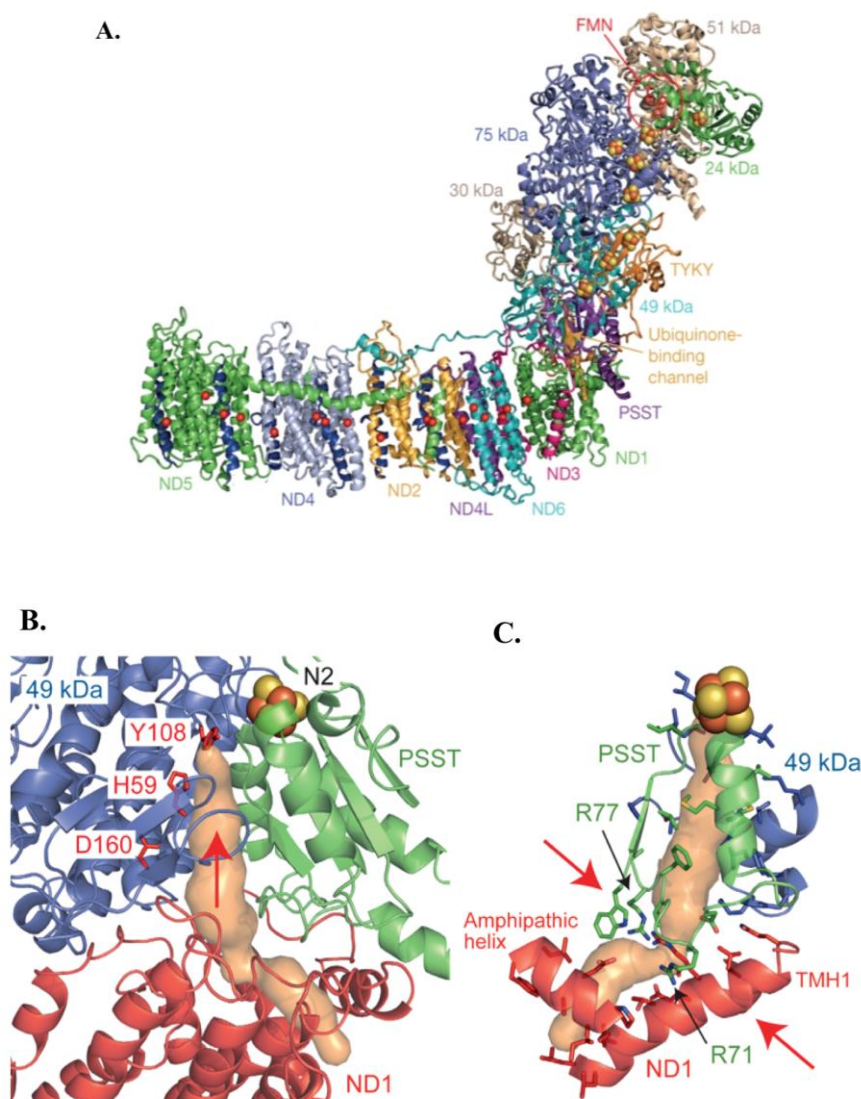 A.
FMN
51 kDa
75 kDa
24 kDa
30 kDa
TYKY
49 kDa
Ubiquinone-
binding
channel
PSST
ND1
ND3
ND5
ND4
ND2
ND4L
ND6
B.
49 kDa
N2
Y108
PSST
H59
D160
ND1
C.
PSST
49 kDa
R77
Amphipathic
helix
TMH1
ND1
R71